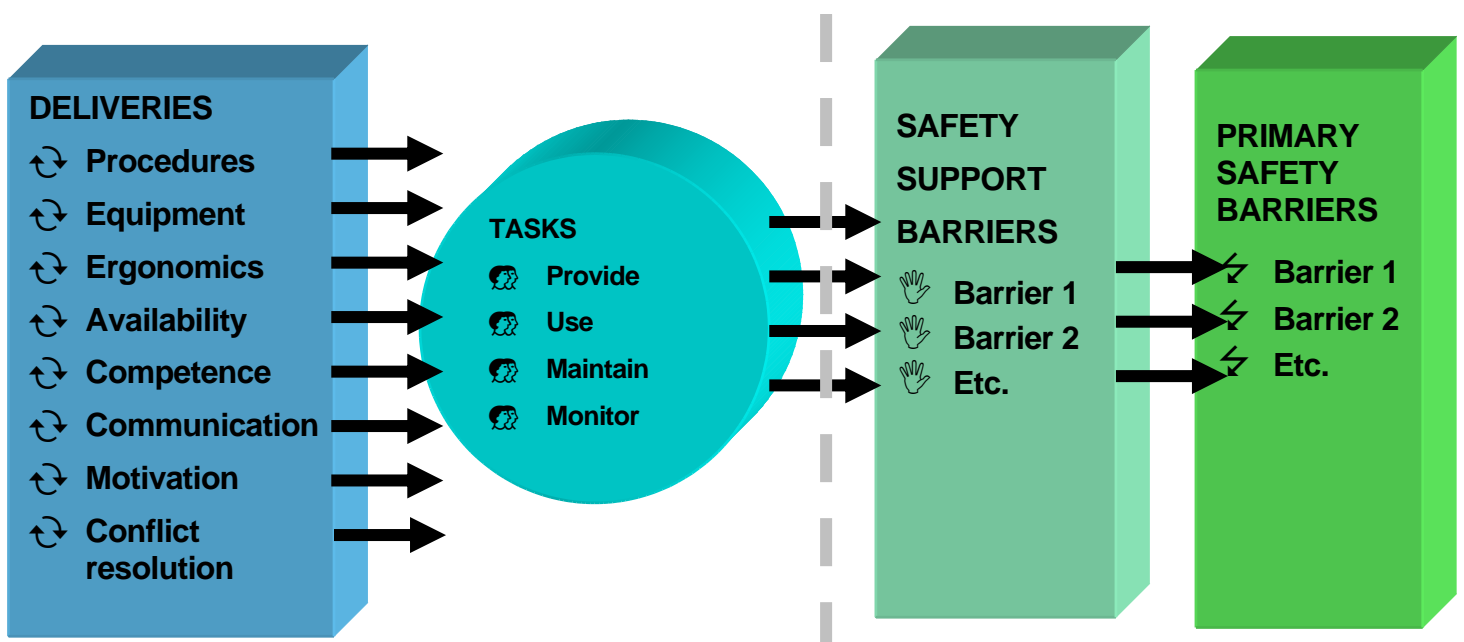 DELIVERIES
Procedures
Equipment
Ergonomics
Availability
Competence
Communication
Motivation
Conflict
resolution
TASKS
Provide
Use
Maintain
Monitor
SAFETY
SUPPORT
BARRIERS
Barrier 1
Barrier 2
Etc.
PRIMARY
SAFETY
BARRIERS
Barrier 1
Barrier 2
Etc.